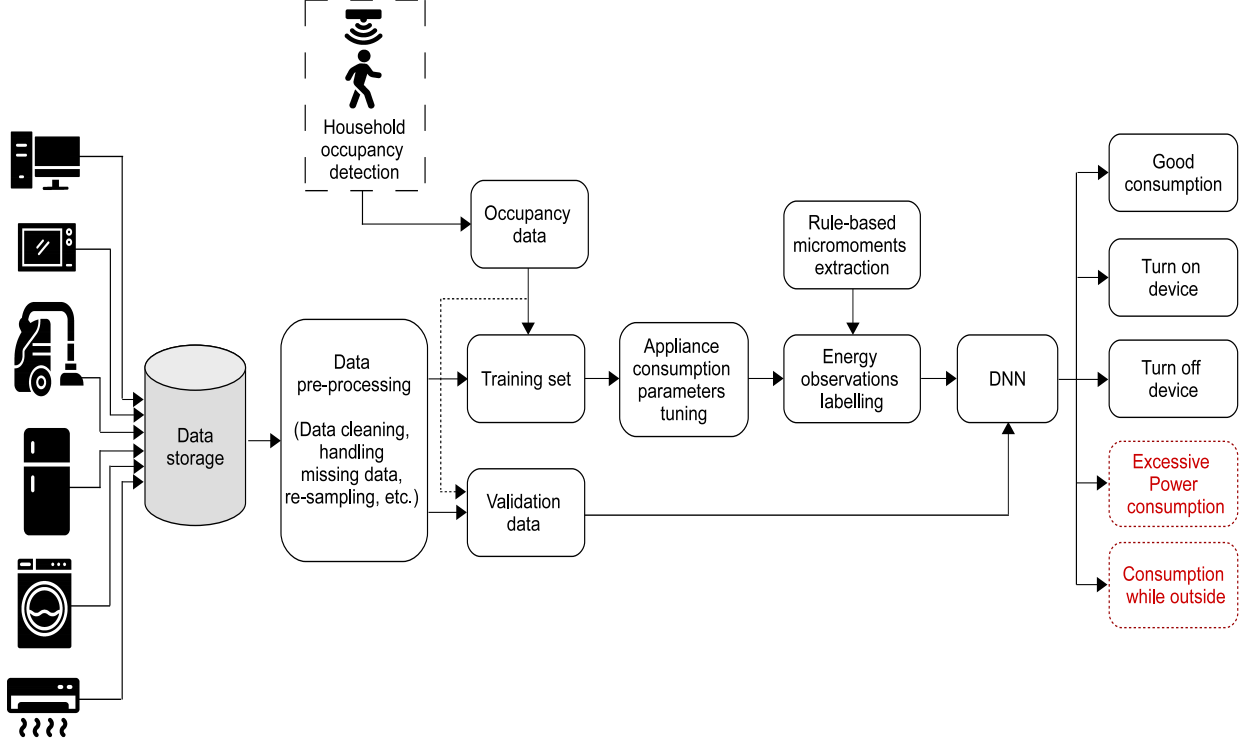 Household
occupancy
detection
Occupancy
data
Rule-based
micromoments
extraction
Good
consumption
Turn on
device
Data
storage
Data
pre-processing
(Data cleaning,
handling
missing data,
re-sampling, etc.)
Training set
Appliance
consumption
parameters
tuning
Energy
observations
labelling
DNN
Turn off
device
Validation
data
Excessive
Power
consumption
Consumption
while outside